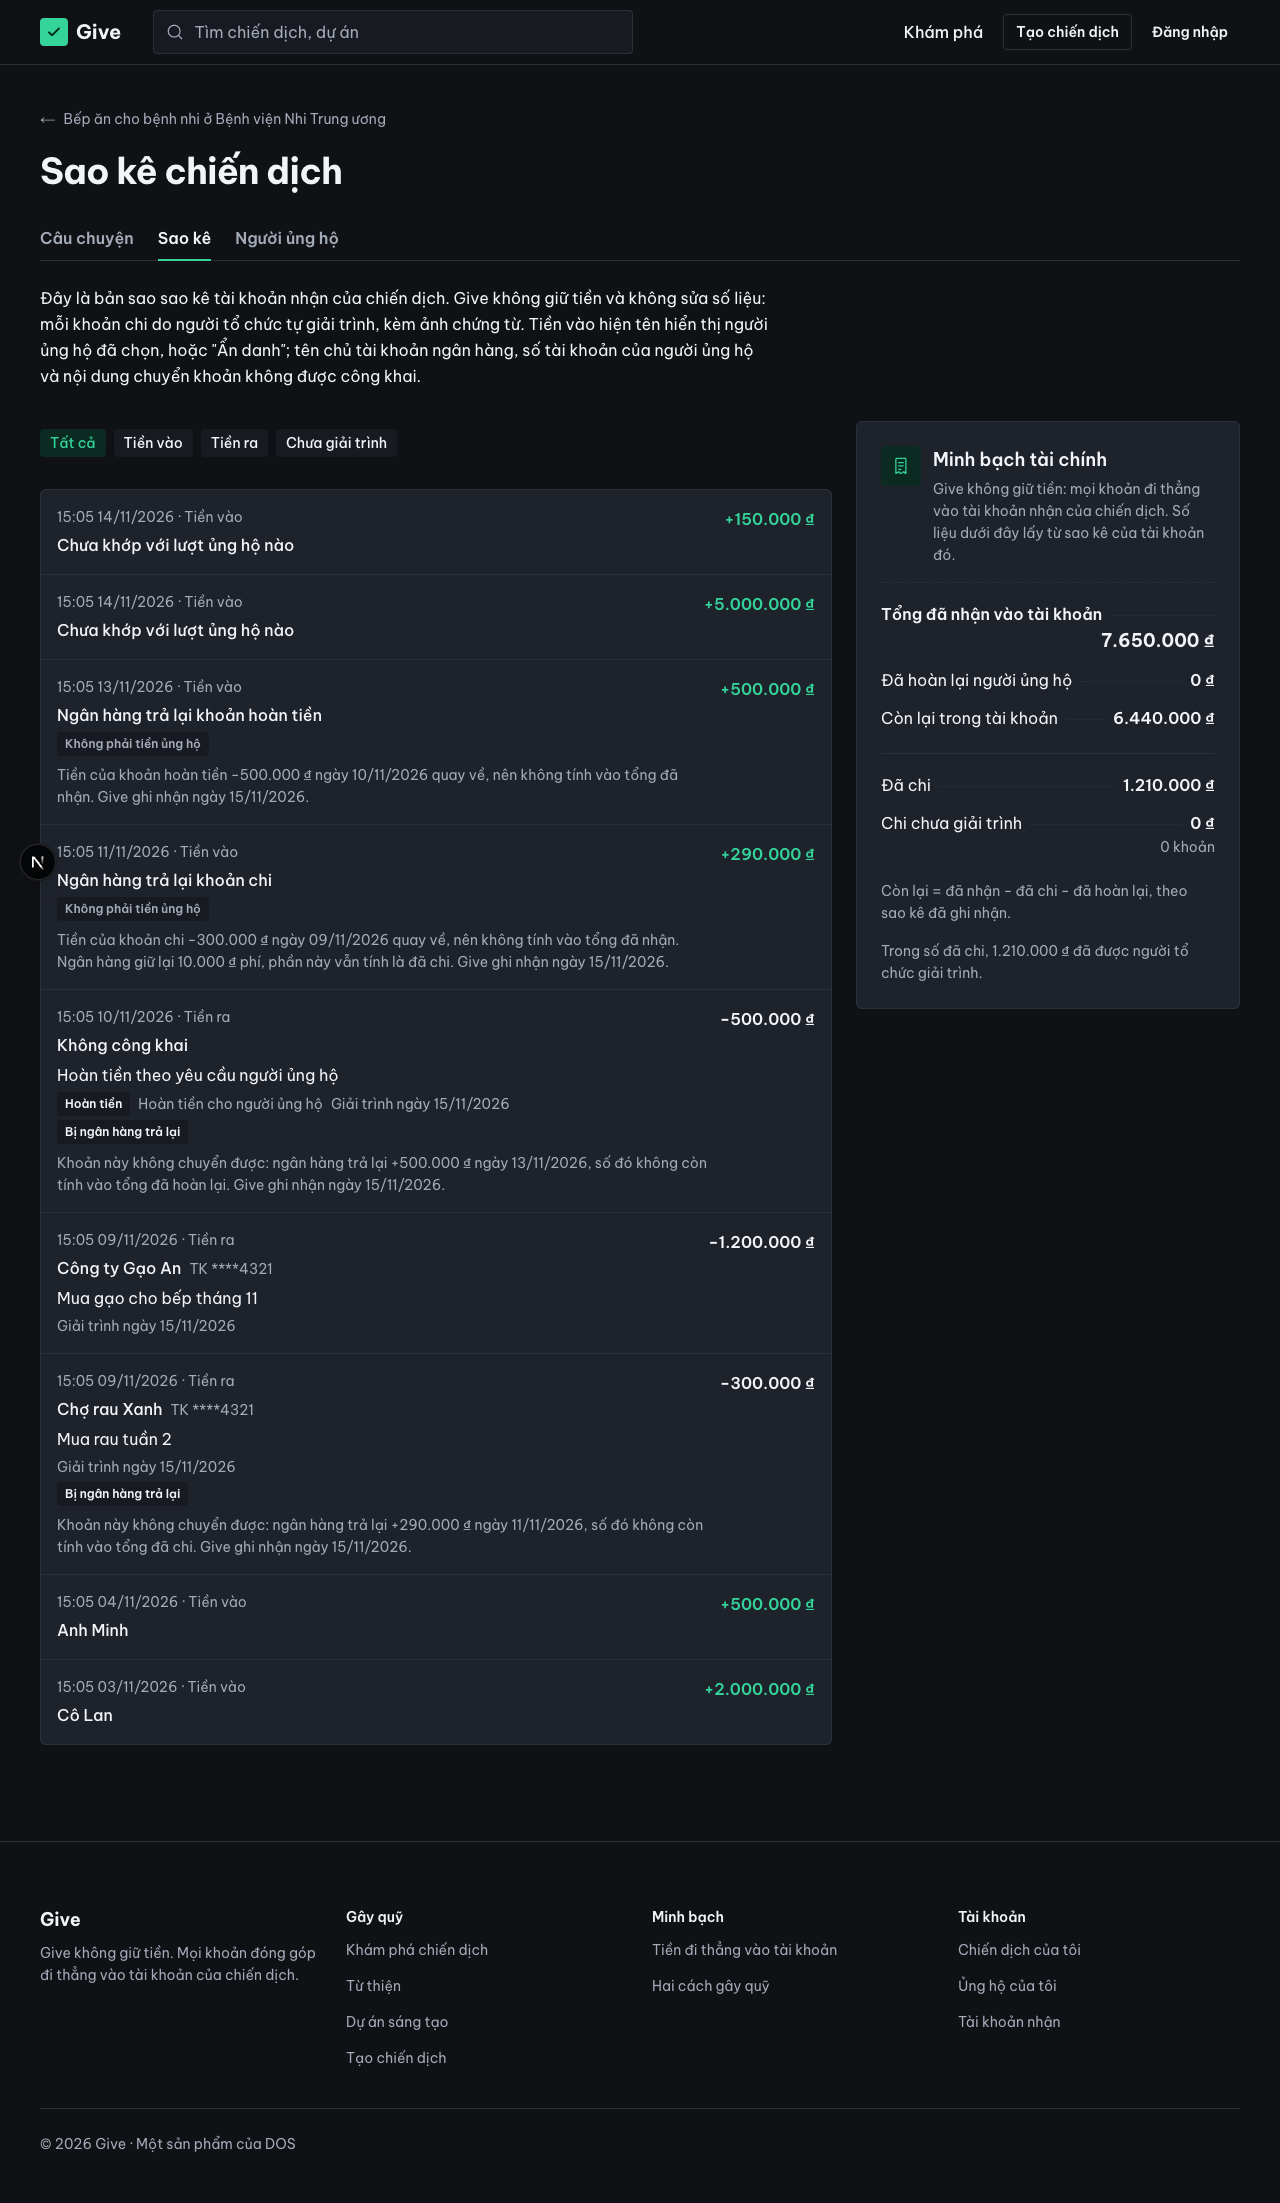 Give
Tìm chiến dịch, dự án
Khám phá
Tạo chiến dịch
Đăng nhập
← Bếp ăn cho bệnh nhi ở Bệnh viện Nhi Trung ương
Sao kê chiến dịch
Câu chuyện
Sao kê
Người ủng hộ
Đây là bản sao sao kê tài khoản nhận của chiến dịch. Give không giữ tiền và không sửa số liệu:
mỗi khoản chi do người tổ chức tự giải trình, kèm ảnh chứng từ. Tiền vào hiện tên hiển thị người
ủng hộ đã chọn, hoặc "Ẩn danh"; tên chủ tài khoản ngân hàng, số tài khoản của người ủng hộ
và nội dung chuyển khoản không được công khai.
Tất cả
Tiền vào
Tiền ra
Chưa giải trình
15:05 14/11/2026 · Tiền vào
+150.000 ₫
Chưa khớp với lượt ủng hộ nào
15:05 14/11/2026 · Tiền vào
+5.000.000 ₫
Chưa khớp với lượt ủng hộ nào
15:05 13/11/2026 · Tiền vào
+500.000 ₫
Ngân hàng trả lại khoản hoàn tiền
Không phải tiền ủng hộ
Tiền của khoản hoàn tiền -500.000 ₫ ngày 10/11/2026 quay về, nên không tính vào tổng đã
nhận. Give ghi nhận ngày 15/11/2026.
15:05 11/11/2026 · Tiền vào
+290.000 ₫
Ngân hàng trả lại khoản chi
Không phải tiền ủng hộ
Tiền của khoản chi -300.000 ₫ ngày 09/11/2026 quay về, nên không tính vào tổng đã nhận.
Ngân hàng giữ lại 10.000 ₫ phí, phần này vẫn tính là đã chi. Give ghi nhận ngày 15/11/2026.
15:05 10/11/2026 · Tiền ra
-500.000 ₫
Không công khai
Hoàn tiền theo yêu cầu người ủng hộ
Hoàn tiền Hoàn tiền cho người ủng hộ Giải trình ngày 15/11/2026
Bị ngân hàng trả lại
Khoản này không chuyển được: ngân hàng trả lại +500.000 ₫ ngày 13/11/2026, số đó không còn
tính vào tổng đã hoàn lại. Give ghi nhận ngày 15/11/2026.
15:05 09/11/2026 · Tiền ra
-1.200.000 ₫
Công ty Gạo An TK ****4321
Mua gạo cho bếp tháng 11
Giải trình ngày 15/11/2026
15:05 09/11/2026 · Tiền ra
-300.000 ₫
Chợ rau Xanh TK ****4321
Mua rau tuần 2
Giải trình ngày 15/11/2026
Bị ngân hàng trả lại
Khoản này không chuyển được: ngân hàng trả lại +290.000 ₫ ngày 11/11/2026, số đó không còn
tính vào tổng đã chi. Give ghi nhận ngày 15/11/2026.
15:05 04/11/2026 · Tiền vào
+500.000 ₫
Anh Minh
15:05 03/11/2026 · Tiền vào
+2.000.000 ₫
Cô Lan
Minh bạch tài chính
Give không giữ tiền: mọi khoản đi thẳng
vào tài khoản nhận của chiến dịch. Số
liệu dưới đây lấy từ sao kê của tài khoản
đó.
Tổng đã nhận vào tài khoản
7.650.000 ₫
Đã hoàn lại người ủng hộ 0 ₫
Còn lại trong tài khoản 6.440.000 ₫
Đã chi 1.210.000 ₫
Chi chưa giải trình 0 ₫
0 khoản
Còn lại = đã nhận - đã chi - đã hoàn lại, theo
sao kê đã ghi nhận.
Trong số đã chi, 1.210.000 ₫ đã được người tổ
chức giải trình.
N
Give
Give không giữ tiền. Mọi khoản đóng góp
đi thẳng vào tài khoản của chiến dịch.
Gây quỹ
Khám phá chiến dịch
Từ thiện
Dự án sáng tạo
Tạo chiến dịch
Minh bạch
Tiền đi thẳng vào tài khoản
Hai cách gây quỹ
Tài khoản
Chiến dịch của tôi
Ủng hộ của tôi
Tài khoản nhận
© 2026 Give · Một sản phẩm của DOS